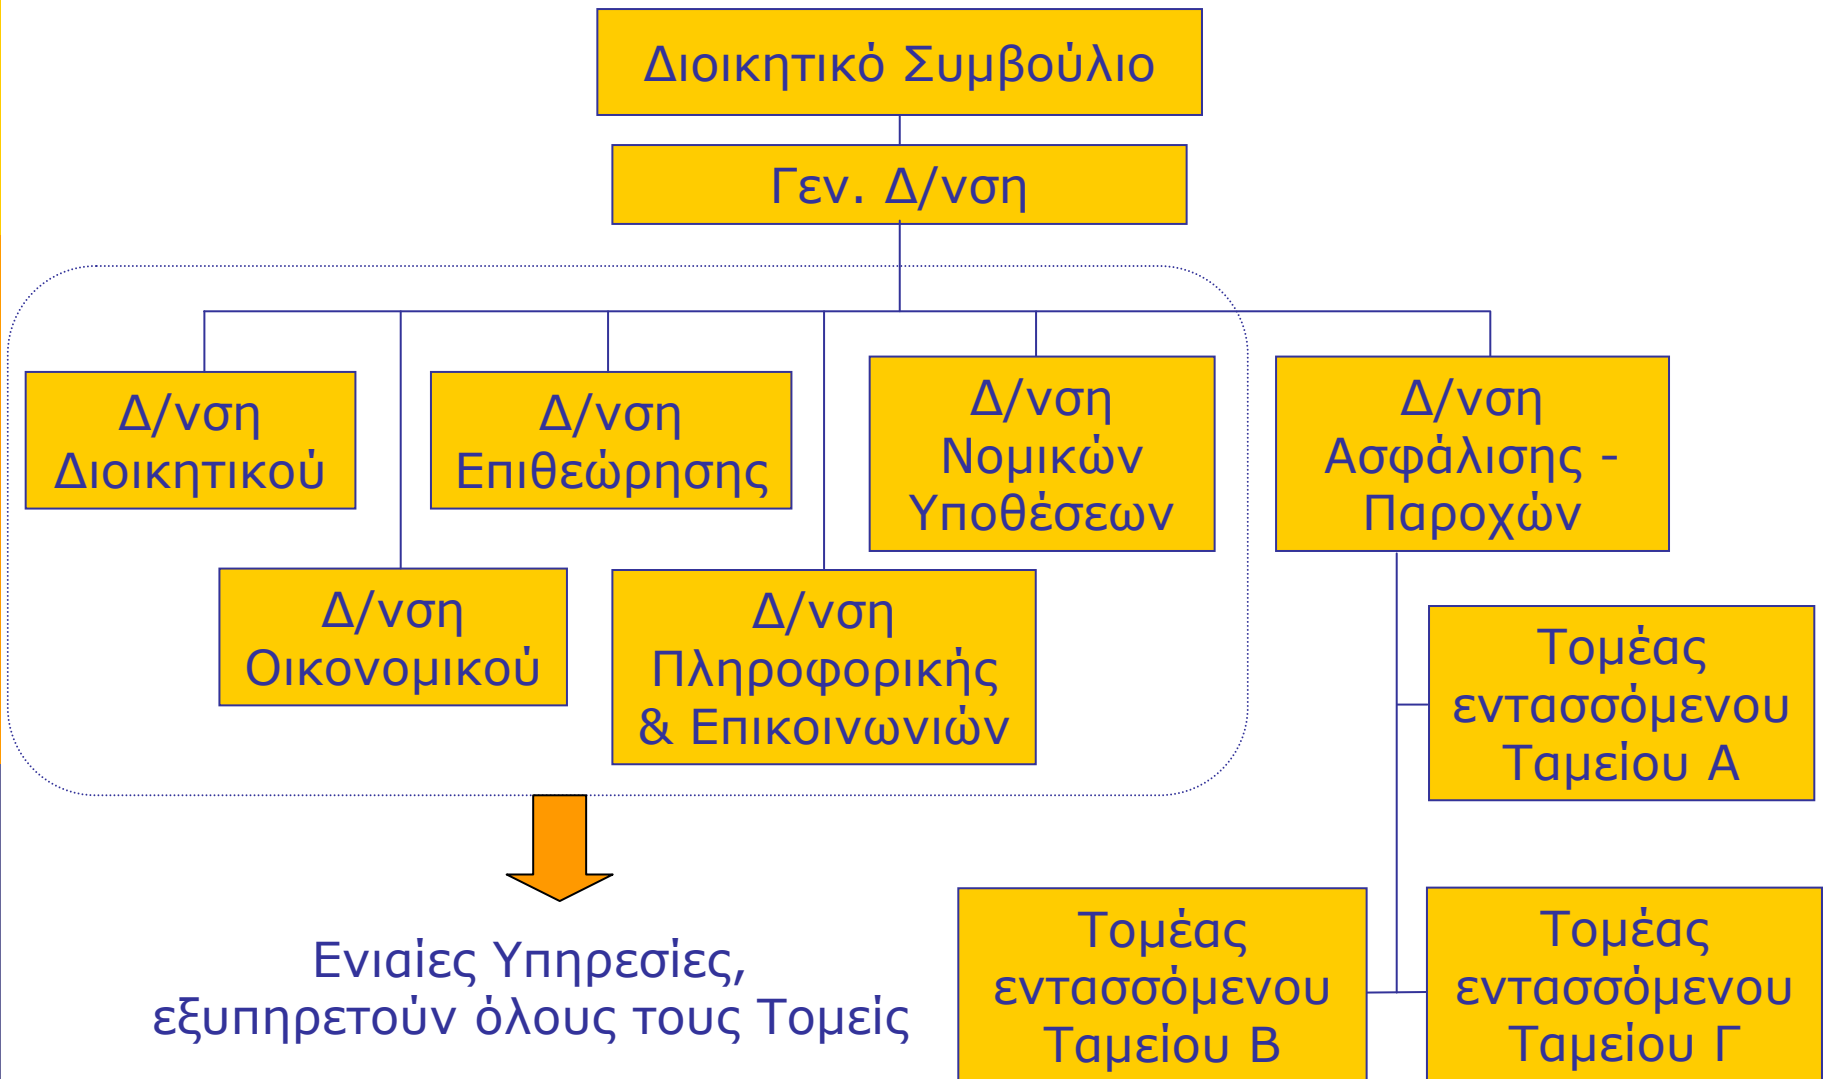 Διοικητικό Συμβούλιο
Γεν. Δ/νση
Δ/νση
Διοικητικού
Δ/νση
Επιθεώρησης
Δ/νση
Νομικών
Υποθέσεων
Δ/νση
Ασφάλισης -
Παροχών
Δ/νση
Οικονομικού
Δ/νση
Πληροφορικής
& Επικοινωνιών
Τομέας
εντασσόμενου
Ταμείου Α
Ενιαίες Υπηρεσίες,
εξυπηρετούν όλους τους Τομείς
Τομέας
εντασσόμενου
Ταμείου Β
Τομέας
εντασσόμενου
Ταμείου Γ